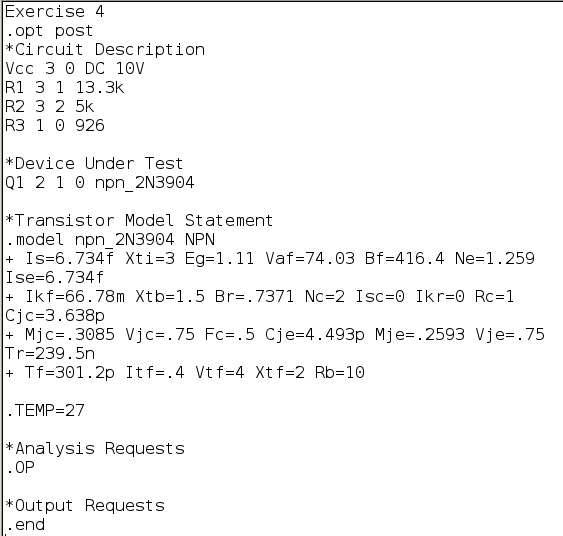 Exercise 4
.opt post
*Circuit Description
Vcc 3 0 DC 10V
R1 3 1 13.3k
R2 3 2 5k
R3 1 0 926
*Device Under Test
Q1 2 1 0 npn_2N3904
*Transistor Model Statement
.model npn_2N3904 NPN
+ Is=6.734f Xti=3 Eg=1.11 Vaf=74.03 Bf=416.4 Ne=1.259
Ise=6.734f
+ Ikf=66.78m Xtb=1.5 Br=.7371 Nc=2 Isc=0 Ikr=0 Rc=1
Cjc=3.638p
+ Mjc=.3085 Vjc=.75 Fc=.5 Cje=4.493p Mje=.2593 Vje=.75
Tr=239.5n
+ Tf=301.2p Itf=.4 Vtf=4 Xtf=2 Rb=10
.TEMP=27
*Analysis Requests
.OP
*Output Requests
.end